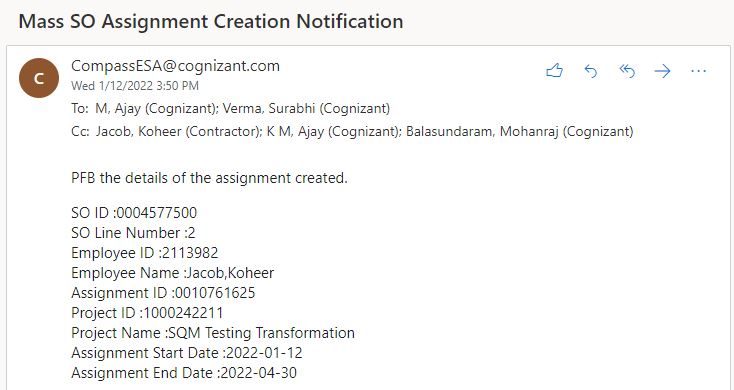 Mass SO Assignment Creation Notification
C
CompassESA@cognizant.com
Wed 1/12/2022 3:50 PM
To: M, Ajay (Cognizant); Verma, Surabhi (Cognizant)
Cc: Jacob, Koheer (Contractor); K M, Ajay (Cognizant); Balasundaram, Mohanraj (Cognizant)
PFB the details of the assignment created.
SO ID :0004577500
SO Line Number :2
Employee ID :2113982
Employee Name :Jacob,Koheer
Assignment ID :0010761625
Project ID :1000242211
Project Name :SQM Testing Transformation
Assignment Start Date :2022-01-12
Assignment End Date :2022-04-30